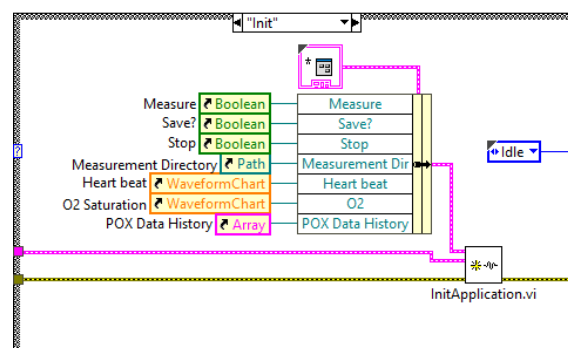 "Init"
*
Measure Boolean Measure
Save? Boolean Save?
Stop Boolean Stop
Measurement Directory Path Measurement Dir
Heart beat WaveformChart Heart beat
O2 Saturation WaveformChart O2
POX Data History Array POX Data History
?
Idle
InitApplication.vi